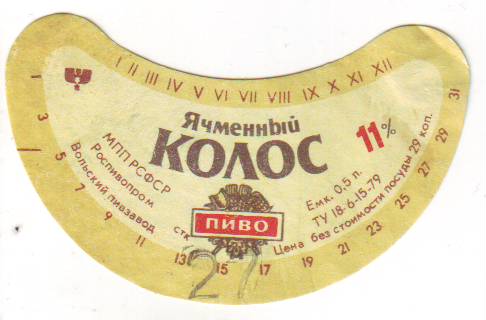 I II III IV V VI VII VIII IX X XI XII
Ячменный
КОЛОС
11%
МПП РСФСР
Роспивопром
Вольский пивзавод
стк
ПИВО
Емк. 0,5 л.
ТУ 18-6-15-79
Цена без стоимости посуды 29 коп.
1 3 5 7 9 11 13 15 17 19 21 23 25 27 29 31
27